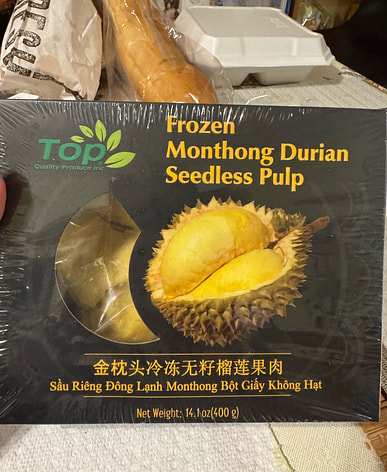 Frozen
Monthong Durian
Seedless Pulp
Top
Quality Produce Inc
金枕头冷冻无籽榴莲果肉
Sầu Riêng Đông Lạnh Monthong Bột Giấy Không Hạt
Net Weight: 14.1 oz(400 g)